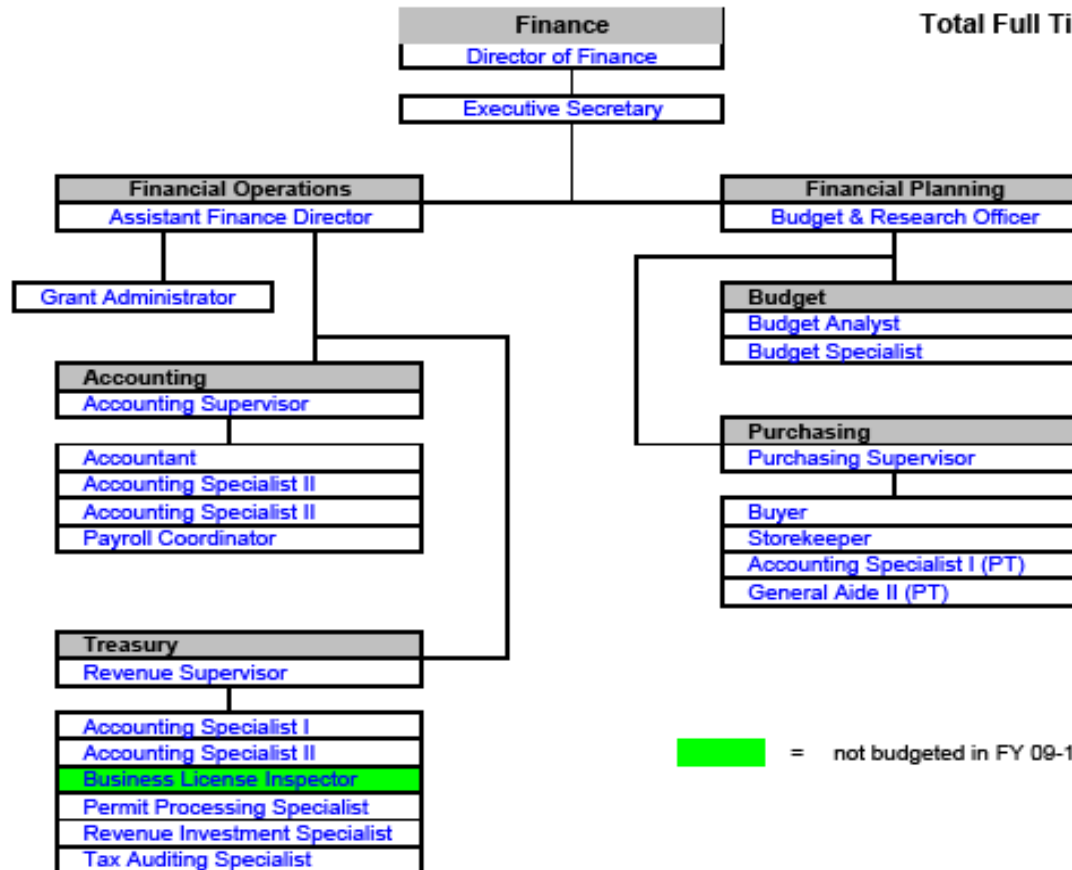 Finance
Total Full
Director of Finance
Executive Secretary
Financial Operations
Assistant Finance Director
Financial Planning
Budget & Research Officer
Grant Administrator
Budget
Budget Analyst
Budget Specialist
Accounting
Accounting Supervisor
Accountant
Accounting Specialist II
Accounting Specialist II
Payroll Coordinator
Purchasing
Purchasing Supervisor
Buyer
Storekeeper
Accounting Specialist I (PT)
General Aide II (PT)
Treasury
Revenue Supervisor
Accounting Specialist I
Accounting Specialist II
Business License Inspector
Permit Processing Specialist
Revenue Investment Specialist
Tax Auditing Specialist
= not budgeted in FY 09-1